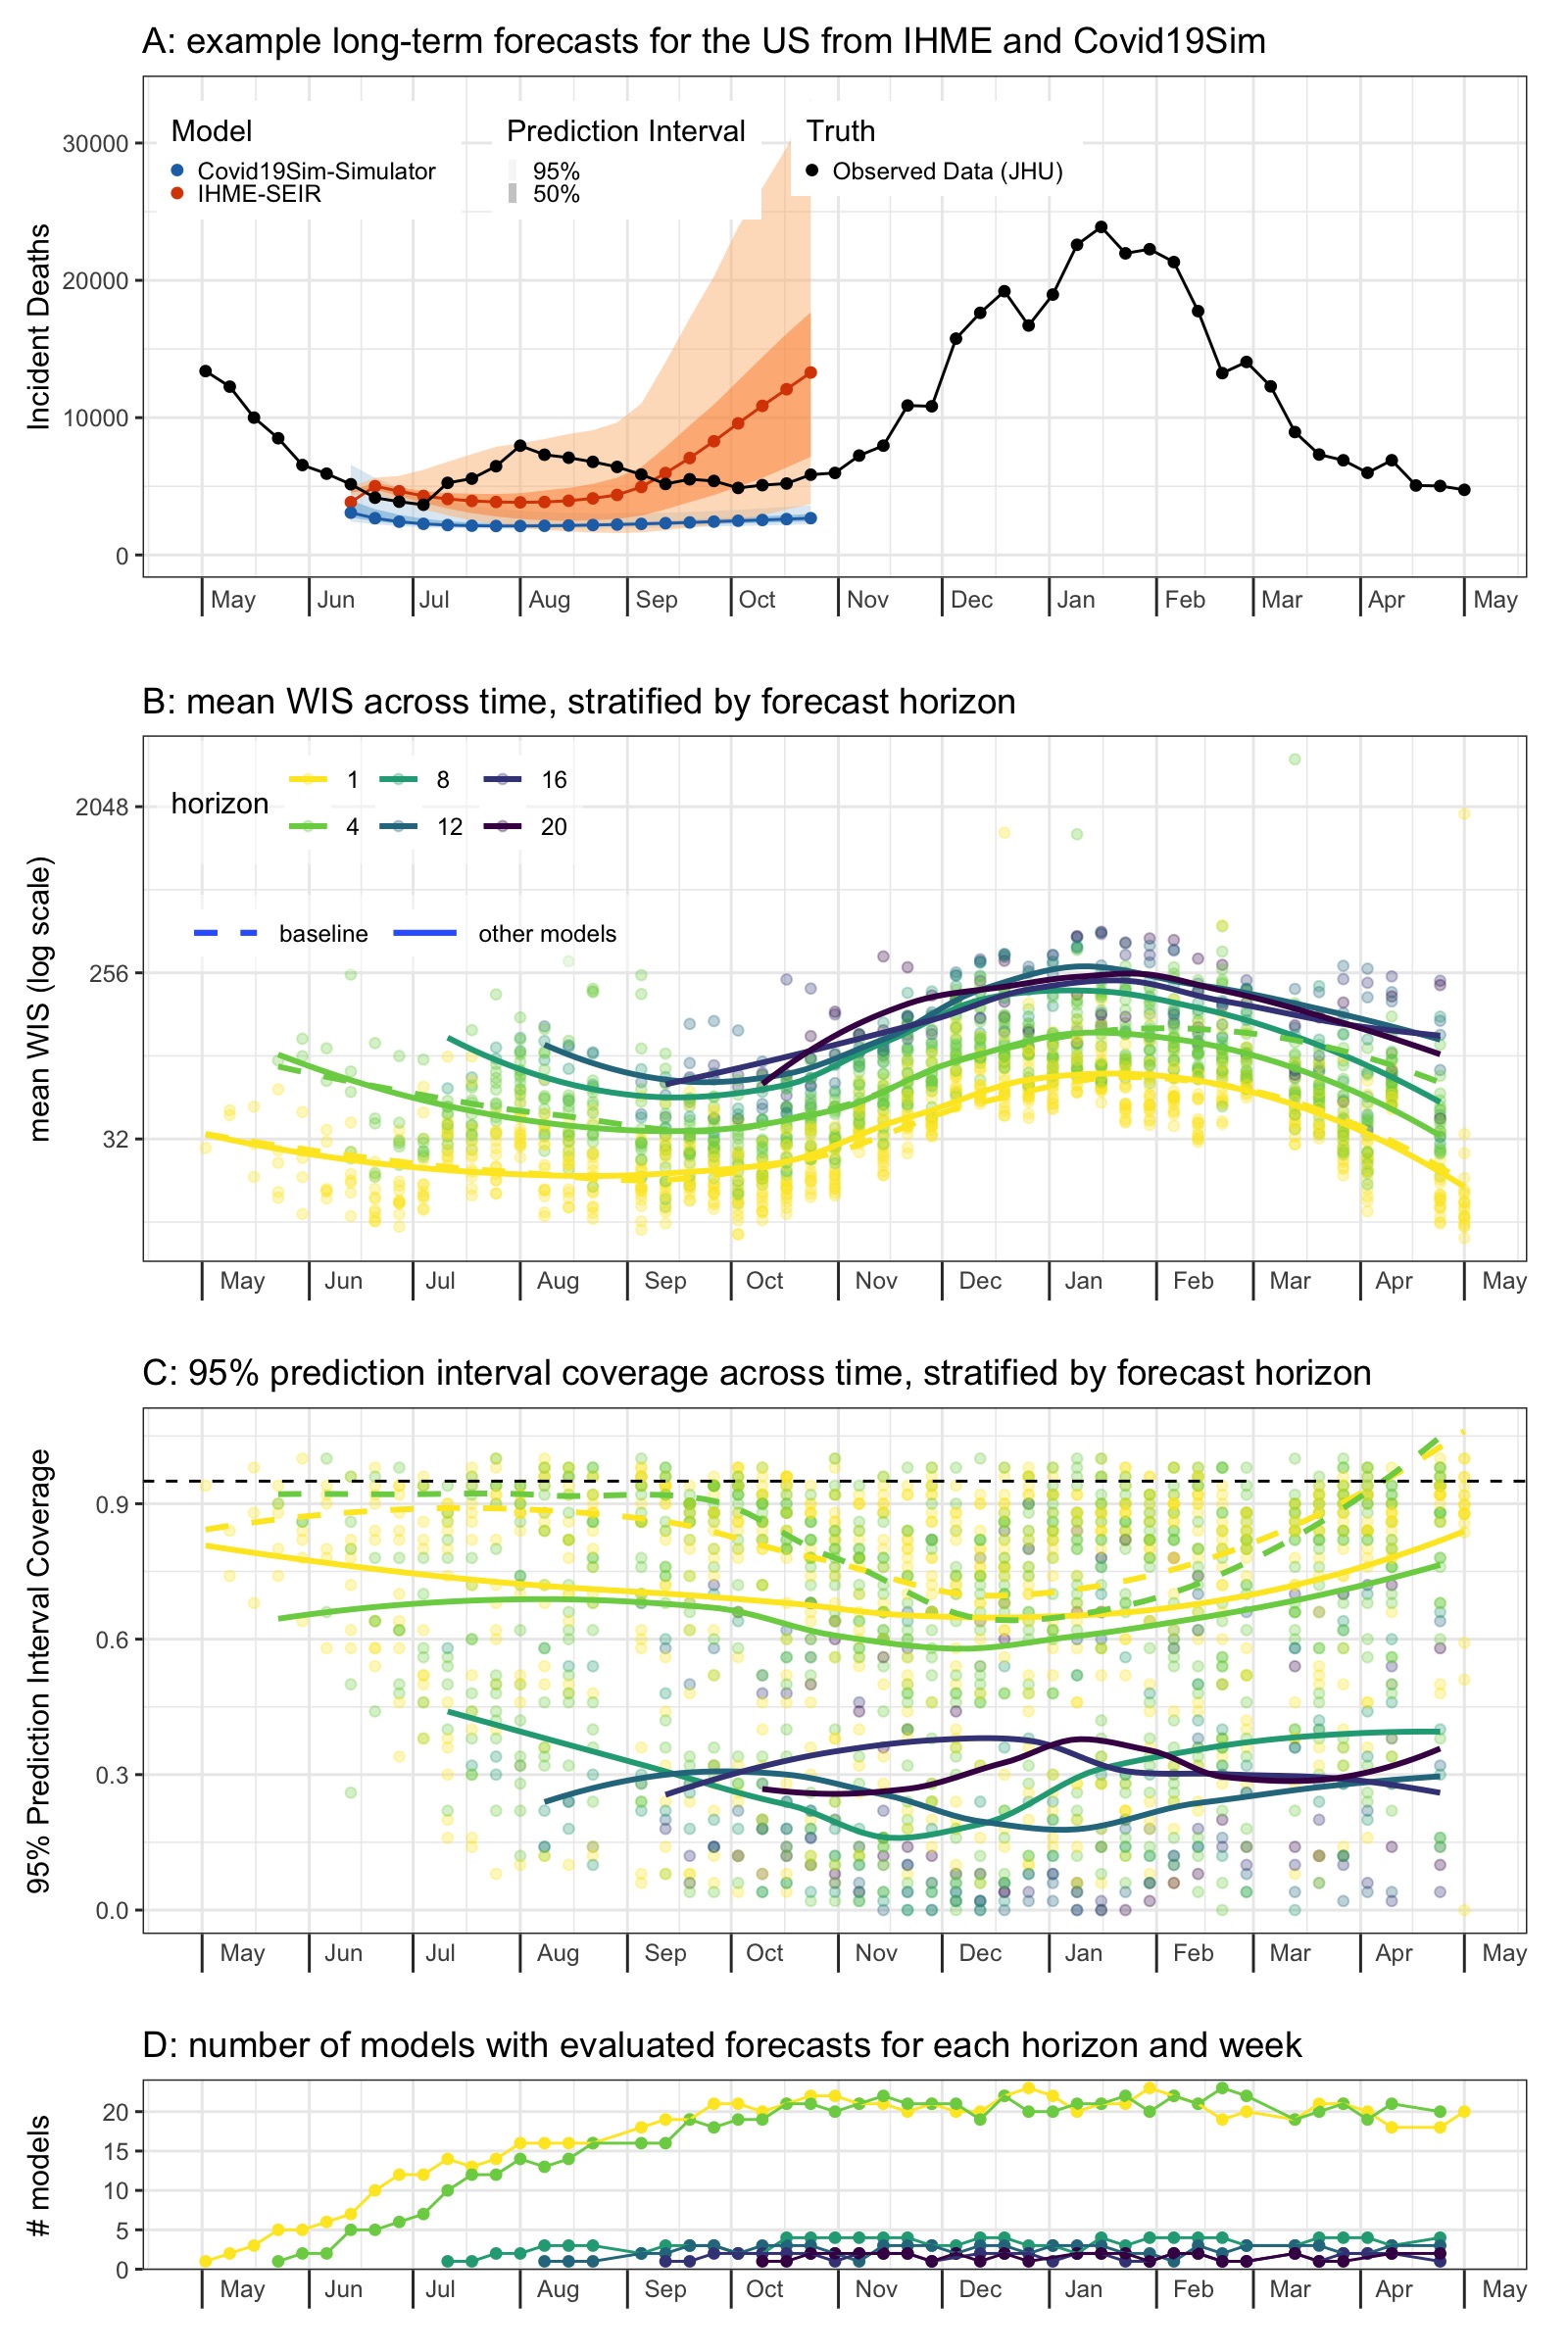 A: example long-term forecasts for the US from IHME and Covid19Sim
Incident Deaths
30000
20000
10000
0
Model
Covid19Sim-Simulator
IHME-SEIR
Prediction Interval
95%
50%
Truth
Observed Data (JHU)
May Jun Jul Aug Sep Oct Nov Dec Jan Feb Mar Apr May
B: mean WIS across time, stratified by forecast horizon
mean WIS (log scale)
2048
256
32
horizon
1 8 16
4 12 20
baseline other models
May Jun Jul Aug Sep Oct Nov Dec Jan Feb Mar Apr May
C: 95% prediction interval coverage across time, stratified by forecast horizon
95% Prediction Interval Coverage
0.9
0.6
0.3
0.0
May Jun Jul Aug Sep Oct Nov Dec Jan Feb Mar Apr May
D: number of models with evaluated forecasts for each horizon and week
# models
20
15
10
5
0
May Jun Jul Aug Sep Oct Nov Dec Jan Feb Mar Apr May